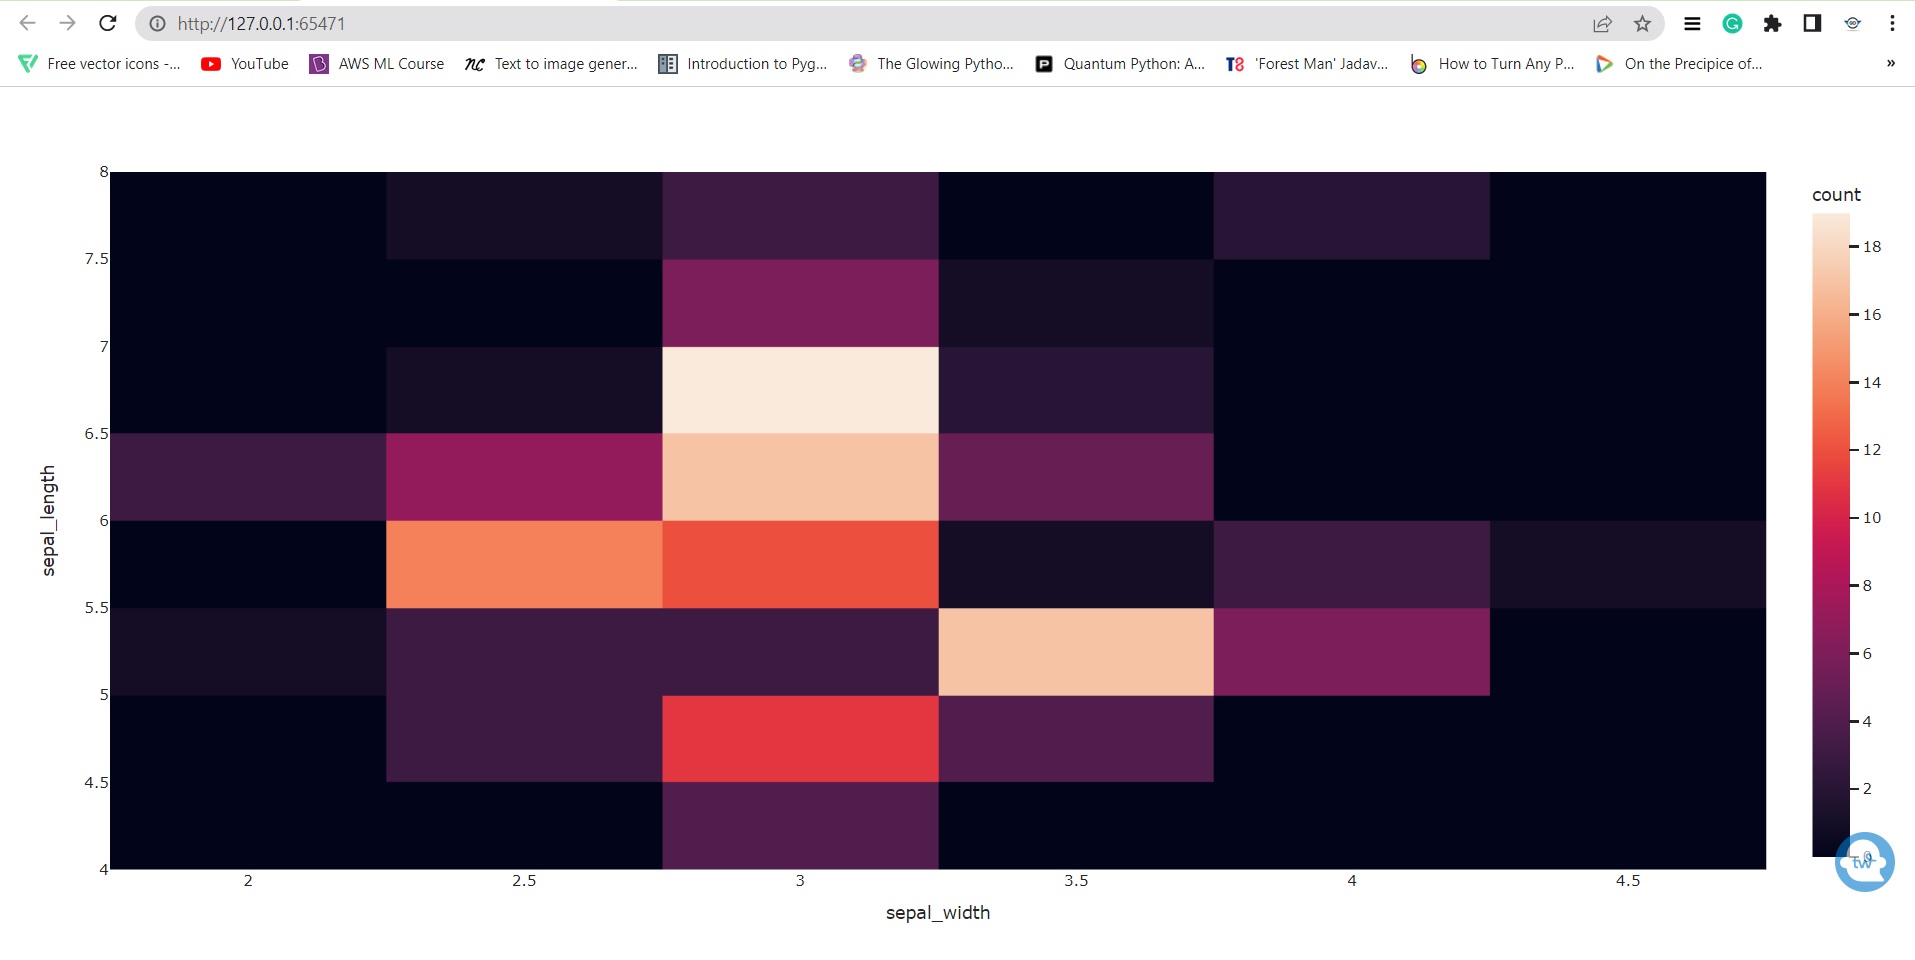 http://127.0.0.1:65471
Free vector icons -... YouTube AWS ML Course Text to image gener... Introduction to Pyg... The Glowing Pytho... Quantum Python: A... 'Forest Man' Jadav... How to Turn Any P... On the Precipice of... »
8
7.5
7
6.5
6
5.5
5
4.5
4
sepal_length
2 2.5 3 3.5 4 4.5
sepal_width
count
18
16
14
12
10
8
6
4
2
tw